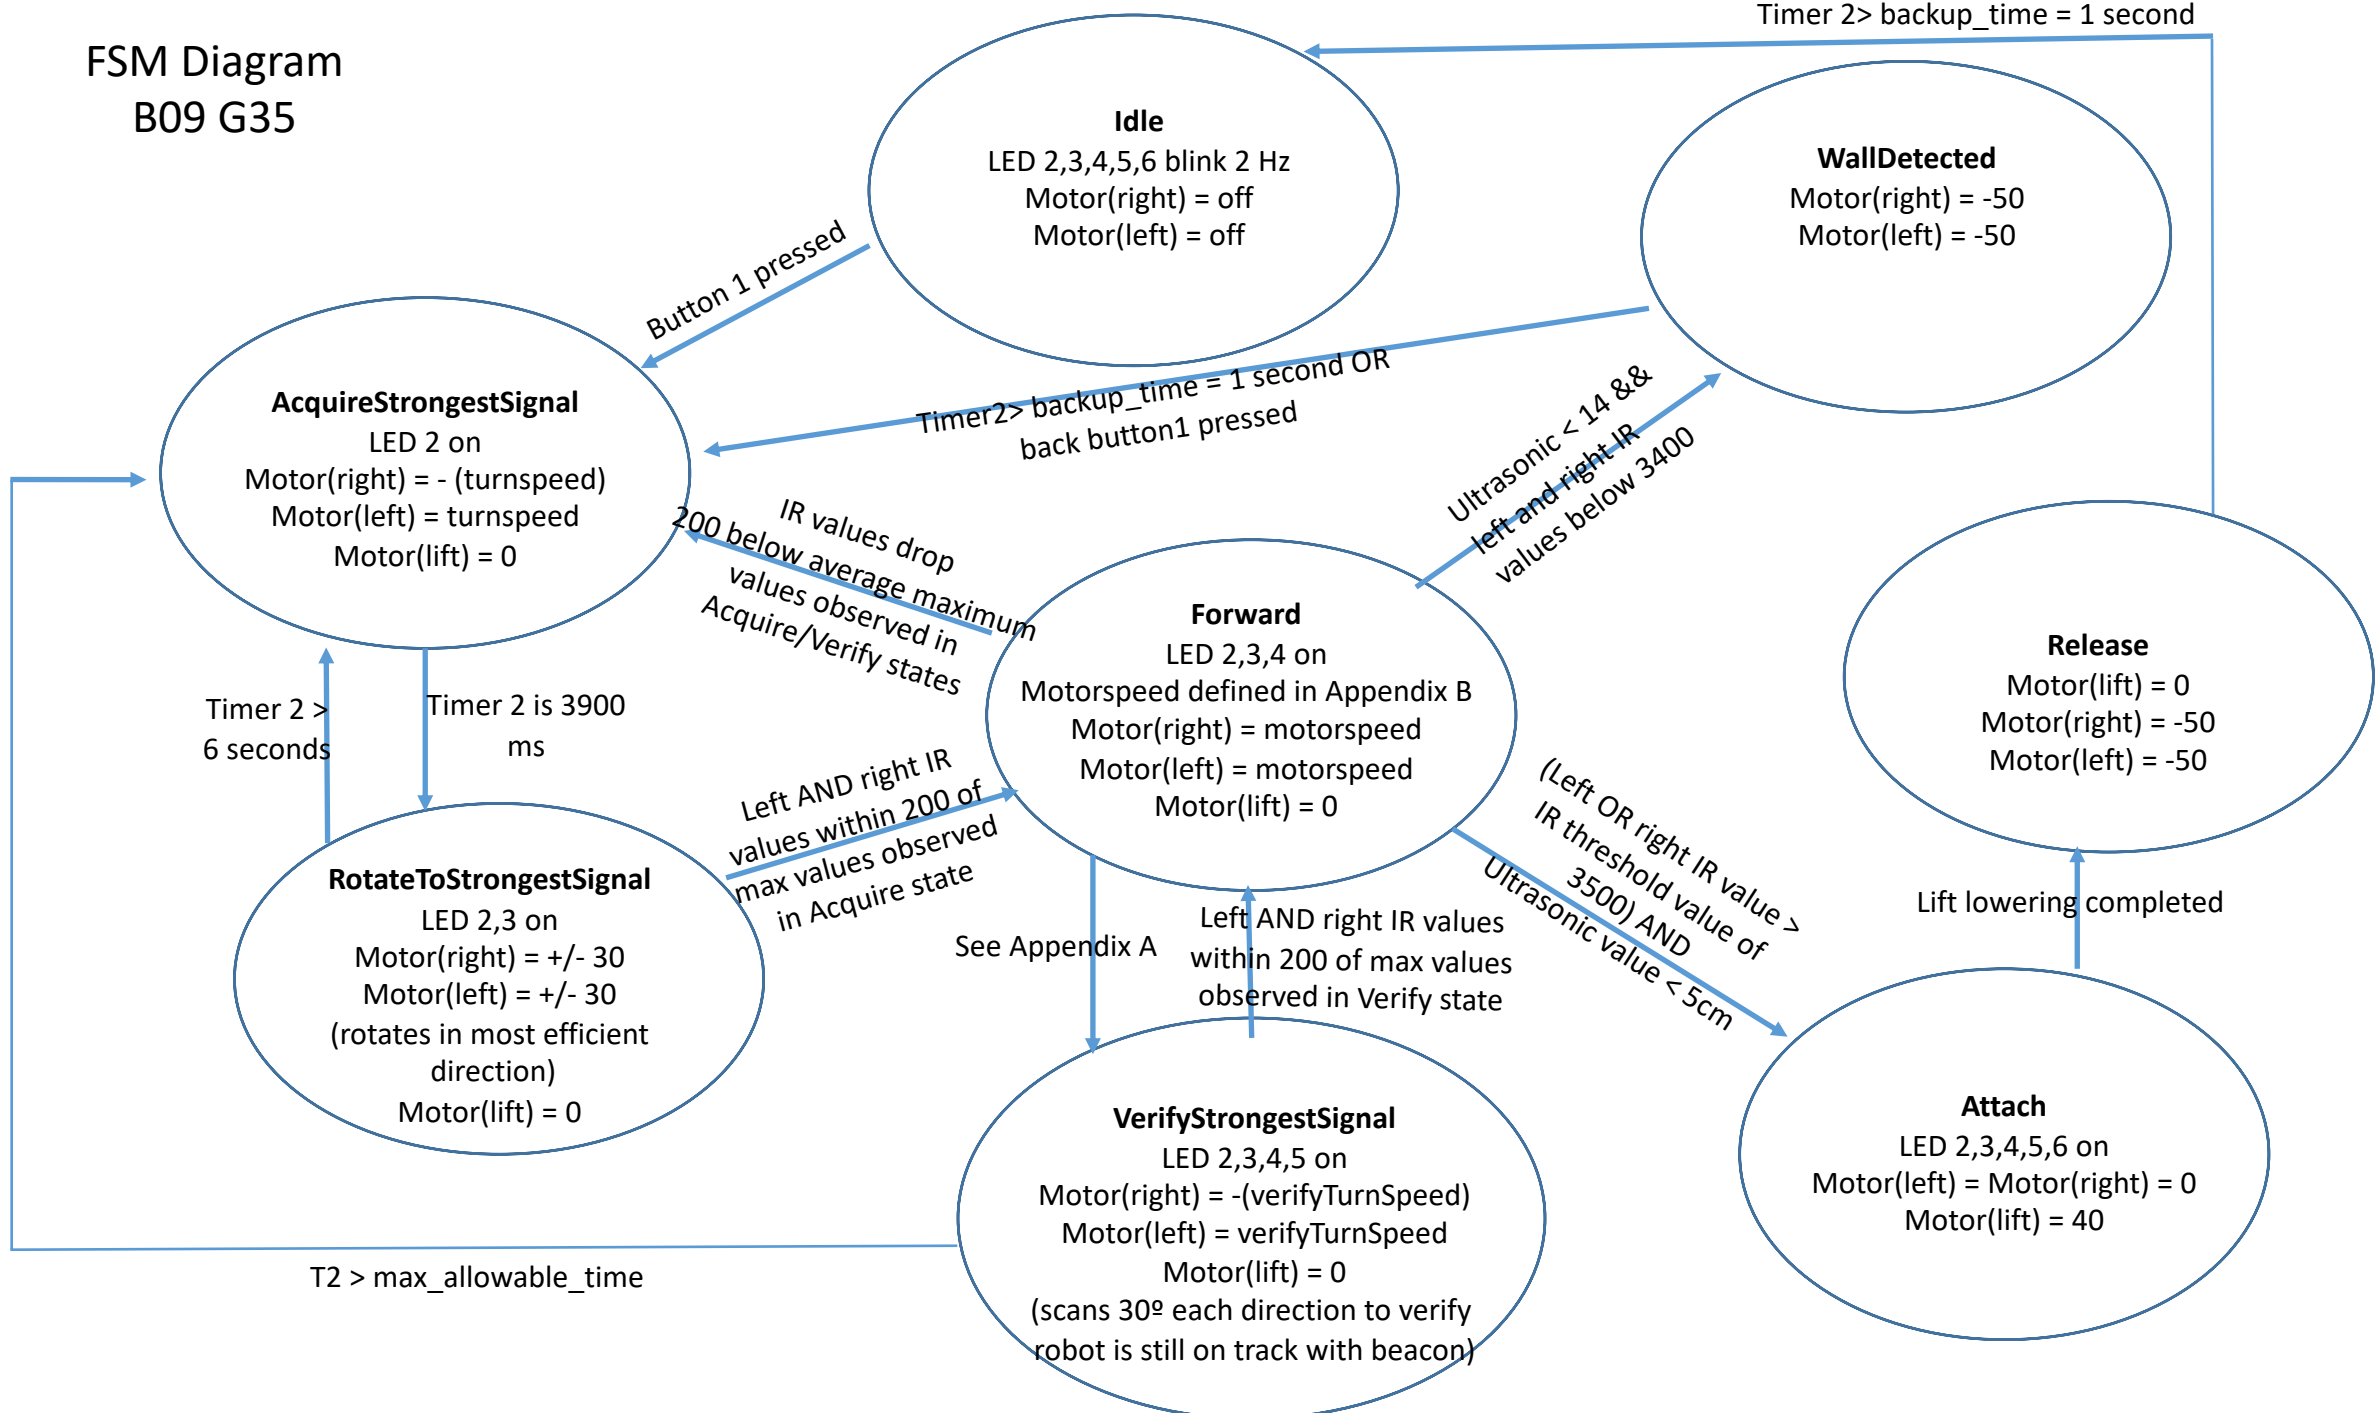 Timer 2> backup_time = 1 second
FSM Diagram
B09 G35
Idle
LED 2,3,4,5,6 blink 2 Hz
Motor(right) = off
Motor(left) = off
WallDetected
Motor(right) = -50
Motor(left) = -50
Button 1 pressed
Timer2> backup_time = 1 second OR
back button1 pressed
Ultrasonic < 14 &&
left and right IR
values below 3400
AcquireStrongestSignal
LED 2 on
Motor(right) = - (turnspeed)
Motor(left) = turnspeed
Motor(lift) = 0
IR values drop
200 below average maximum
values observed in
Acquire/Verify states
Forward
LED 2,3,4 on
Motorspeed defined in Appendix B
Motor(right) = motorspeed
Motor(left) = motorspeed
Motor(lift) = 0
Release
Motor(lift) = 0
Motor(right) = -50
Motor(left) = -50
Timer 2 >
6 seconds
Timer 2 is 3900
ms
Left AND right IR
values within 200 of
max values observed
in Acquire state
(Left OR right IR value >
IR threshold value of
3500) AND
Ultrasonic value < 5cm
RotateToStrongestSignal
LED 2,3 on
Motor(right) = +/- 30
Motor(left) = +/- 30
(rotates in most efficient
direction)
Motor(lift) = 0
See Appendix A
Left AND right IR values
within 200 of max values
observed in Verify state
Lift lowering completed
VerifyStrongestSignal
LED 2,3,4,5 on
Motor(right) = -(verifyTurnSpeed)
Motor(left) = verifyTurnSpeed
Motor(lift) = 0
(scans 30º each direction to verify
robot is still on track with beacon)
Attach
LED 2,3,4,5,6 on
Motor(left) = Motor(right) = 0
Motor(lift) = 40
T2 > max_allowable_time